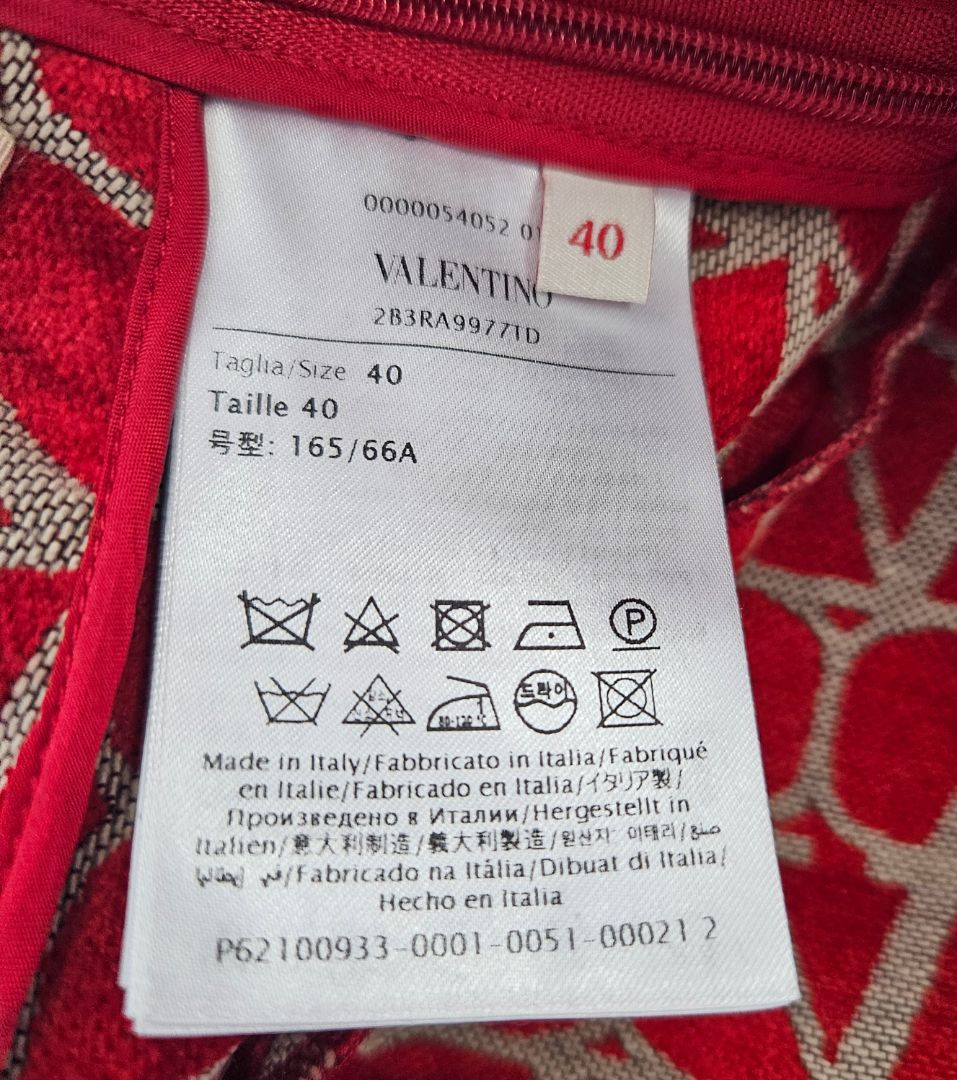 0000054052 0
40
VALENTINO
2B3RA9977TD
Taglia/Size 40
Taille 40
号型: 165/66A
P
80-120 °C
드라이
Made in Italy/Fabbricato in Italia/Fabriqué
en Italie/Fabricado en Italia/イタリア製/
Произведено в Италии/Hergestellt in
Italien/意大利制造/義大利製造/원산지: 이태리/صنع
في إيطاليا/Fabricado na Itália/Dibuat di Italia/
Hecho en Italia
P62100933-0001-0051-00021 2